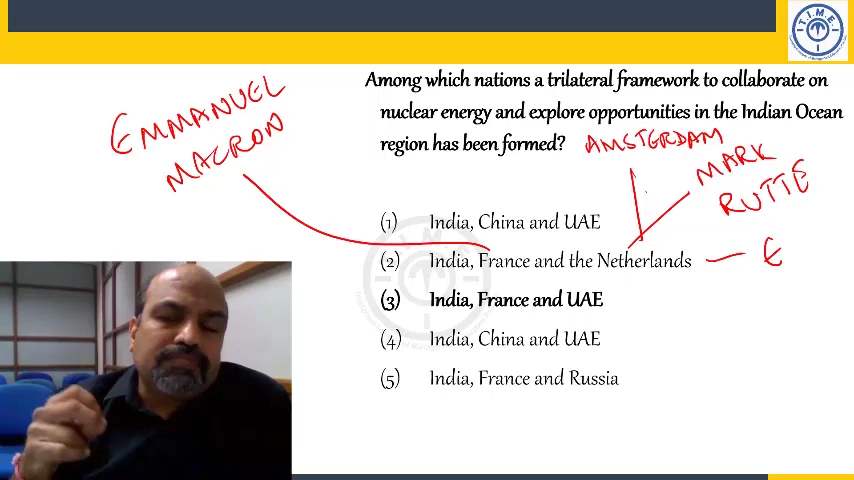 T.I.M.E.
Among which nations a trilateral framework to collaborate on
nuclear energy and explore opportunities in the Indian Ocean
region has been formed?
EMMANUEL
MACRON
AMSTERDAM
MARK
RUTTE
(1) India, China and UAE
(2) India, France and the Netherlands — E
(3) India, France and UAE
(4) India, China and UAE
(5) India, France and Russia